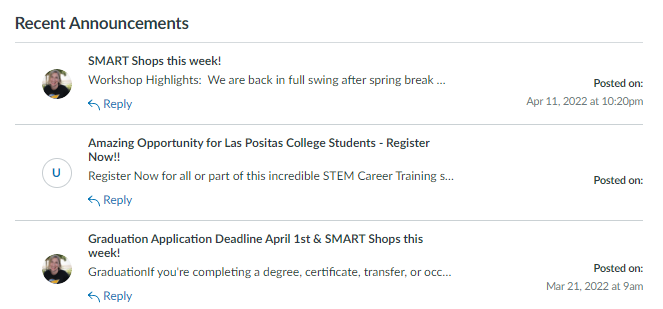 Recent Announcements
SMART Shops this week!
Workshop Highlights:  We are back in full swing after spring break ...
Posted on:
Apr 11, 2022 at 10:20pm
Reply
Amazing Opportunity for Las Positas College Students - Register
Now!!
U
Register Now for all or part of this incredible STEM Career Training s...
Posted on:
Reply
Graduation Application Deadline April 1st & SMART Shops this
week!
GraduationIf you're completing a degree, certificate, transfer, or occ...
Posted on:
Mar 21, 2022 at 9am
Reply